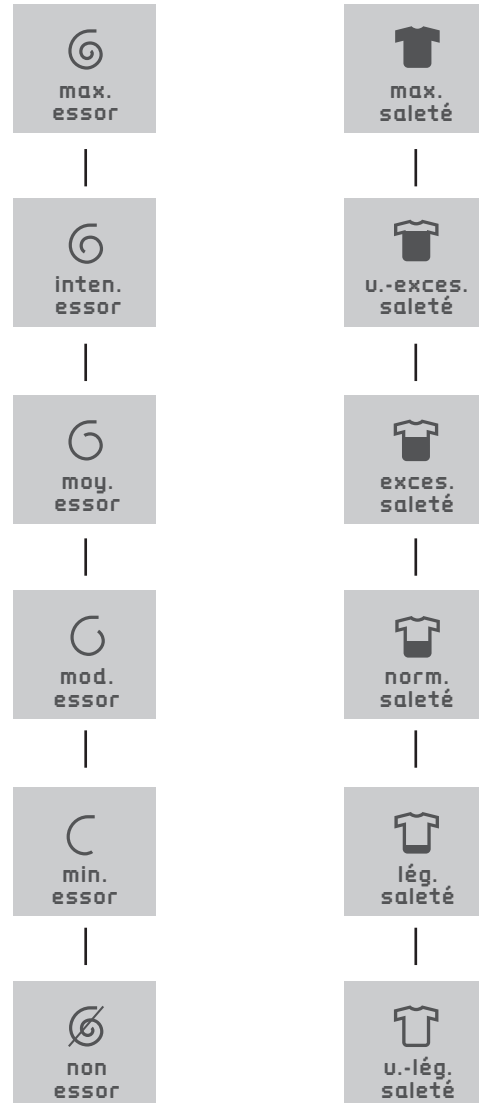 max.
essor
max.
saleté
inten.
essor
u.-exces.
saleté
moy.
essor
exces.
saleté
mod.
essor
norm.
saleté
min.
essor
lég.
saleté
non
essor
u.-lég.
saleté